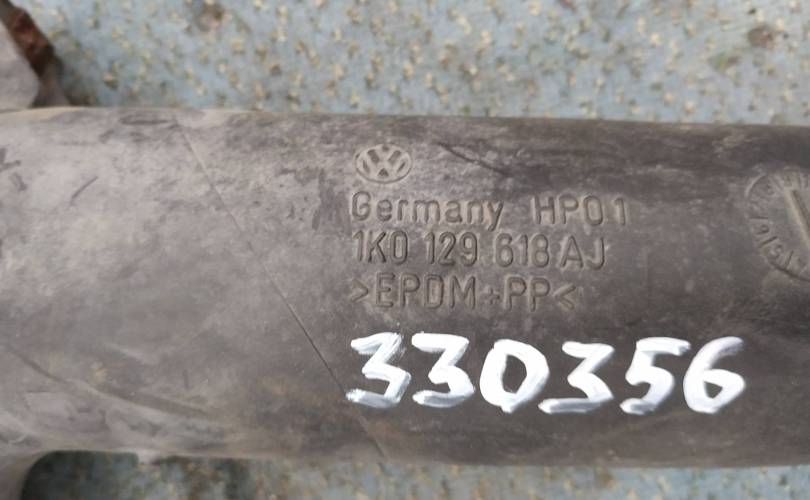 Germany HP01
1K0 129 618 AJ
>EPDM+PP<
330356